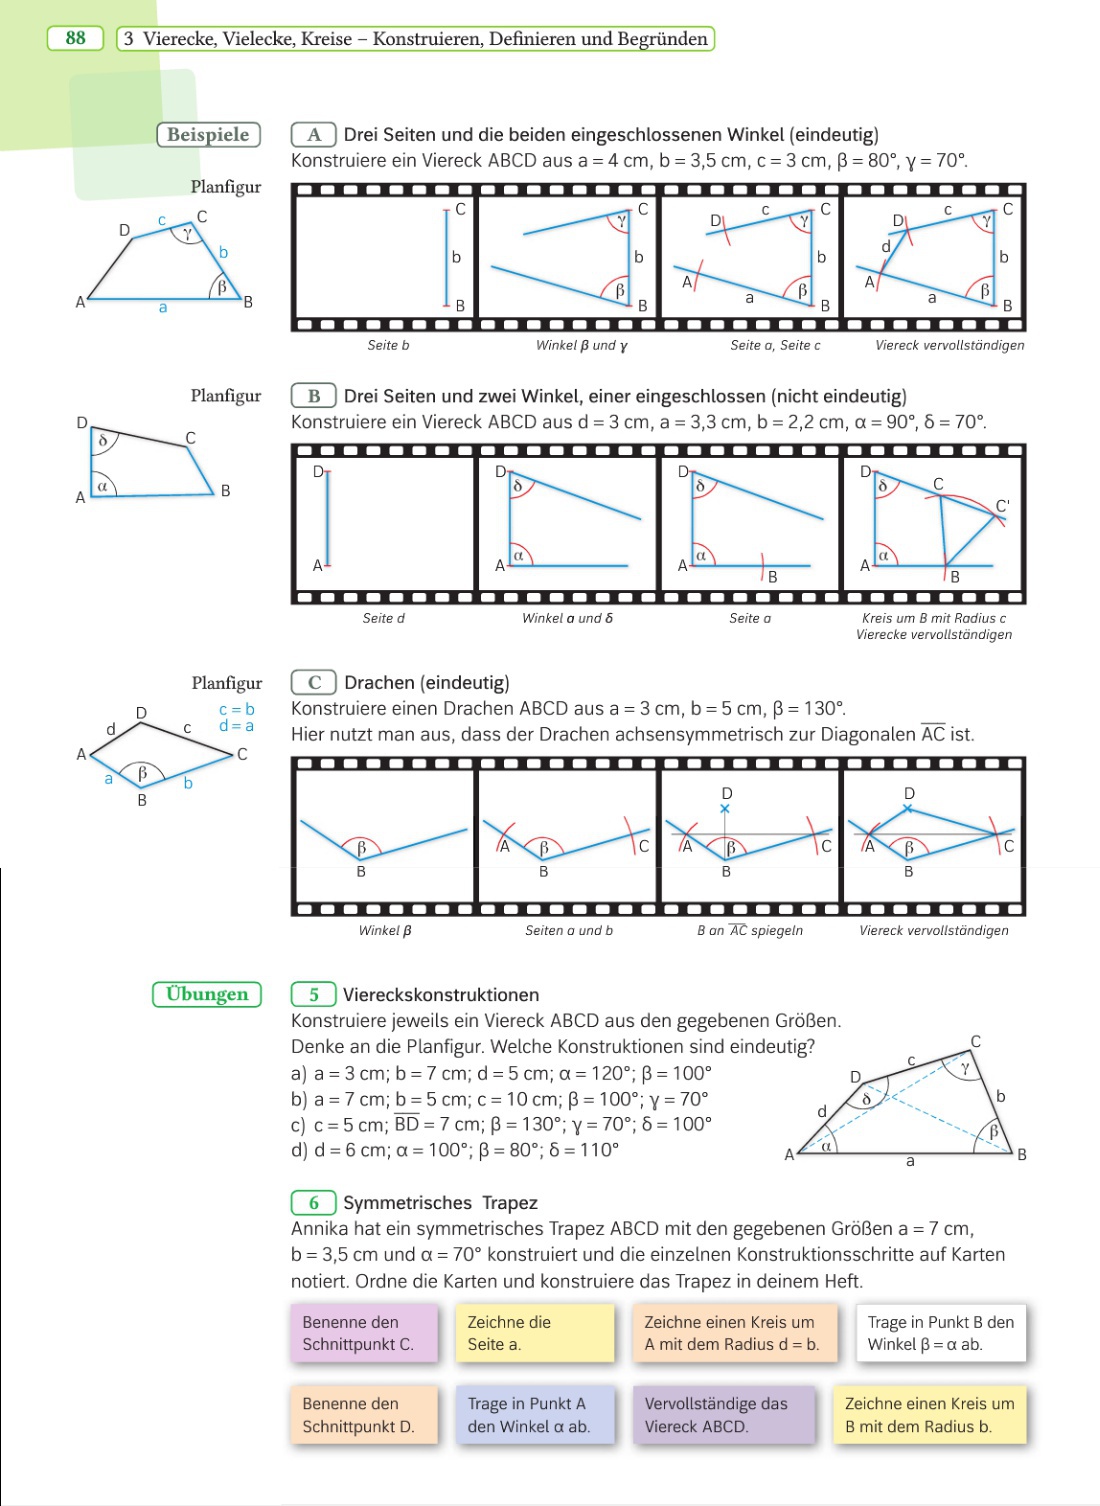 88
3 Vierecke, Vielecke, Kreise – Konstruieren, Definieren und Begründen
Beispiele
A Drei Seiten und die beiden eingeschlossenen Winkel (eindeutig)
Konstruiere ein Viereck ABCD aus a = 4 cm, b = 3,5 cm, c = 3 cm, β = 80°, γ = 70°.
Planfigur
D c C γ b β A a B
C b B
C γ b β B
D c C γ b A a β B
D c C γ d b A a β B
Seite b
Winkel β und γ
Seite a, Seite c
Viereck vervollständigen
Planfigur
B Drei Seiten und zwei Winkel, einer eingeschlossen (nicht eindeutig)
Konstruiere ein Viereck ABCD aus d = 3 cm, a = 3,3 cm, b = 2,2 cm, α = 90°, δ = 70°.
D δ C α A B
D A
D δ α A
D δ α A B
D δ C C' α A B
Seite d
Winkel α und δ
Seite a
Kreis um B mit Radius c
Vierecke vervollständigen
Planfigur
c = b
d = a
D d c A C β a b B
C Drachen (eindeutig)
Konstruiere einen Drachen ABCD aus a = 3 cm, b = 5 cm, β = 130°.
Hier nutzt man aus, dass der Drachen achsensymmetrisch zur Diagonalen A̅C̅ ist.
β B
A β C B
D A β C B
D A β C B
Winkel β
Seiten a und b
B an A̅C̅ spiegeln
Viereck vervollständigen
Übungen
5 Viereckskonstruktionen
Konstruiere jeweils ein Viereck ABCD aus den gegebenen Größen.
Denke an die Planfigur. Welche Konstruktionen sind eindeutig?
a) a = 3 cm; b = 7 cm; d = 5 cm; α = 120°; β = 100°
b) a = 7 cm; b = 5 cm; c = 10 cm; β = 100°; γ = 70°
c) c = 5 cm; B̅D̅ = 7 cm; β = 130°; γ = 70°; δ = 100°
d) d = 6 cm; α = 100°; β = 80°; δ = 110°
C c γ D δ b d β A α a B
6 Symmetrisches Trapez
Annika hat ein symmetrisches Trapez ABCD mit den gegebenen Größen a = 7 cm,
b = 3,5 cm und α = 70° konstruiert und die einzelnen Konstruktionsschritte auf Karten
notiert. Ordne die Karten und konstruiere das Trapez in deinem Heft.
Benenne den
Schnittpunkt C.
Zeichne die
Seite a.
Zeichne einen Kreis um
A mit dem Radius d = b.
Trage in Punkt B den
Winkel β = α ab.
Benenne den
Schnittpunkt D.
Trage in Punkt A
den Winkel α ab.
Vervollständige das
Viereck ABCD.
Zeichne einen Kreis um
B mit dem Radius b.